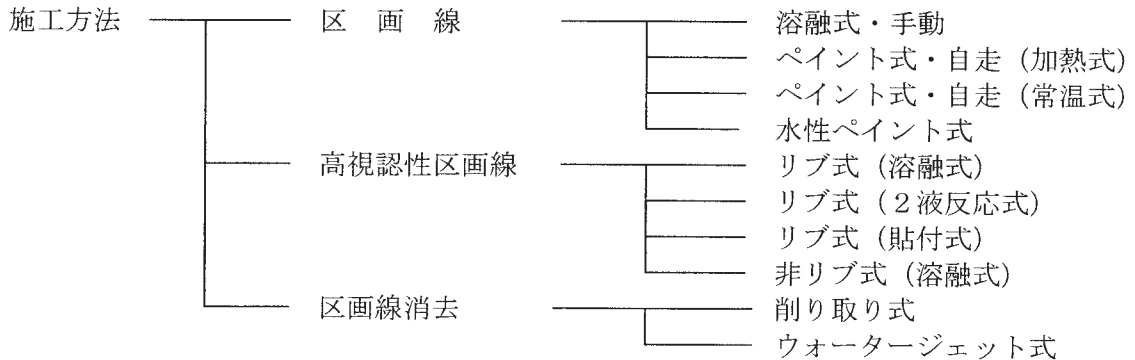 施工方法 区画線 溶融式・手動
ペイント式・自走（加熱式）
ペイント式・自走（常温式）
水性ペイント式
高視認性区画線 リブ式（溶融式）
リブ式（２液反応式）
リブ式（貼付式）
非リブ式（溶融式）
区画線消去 削り取り式
ウォータージェット式